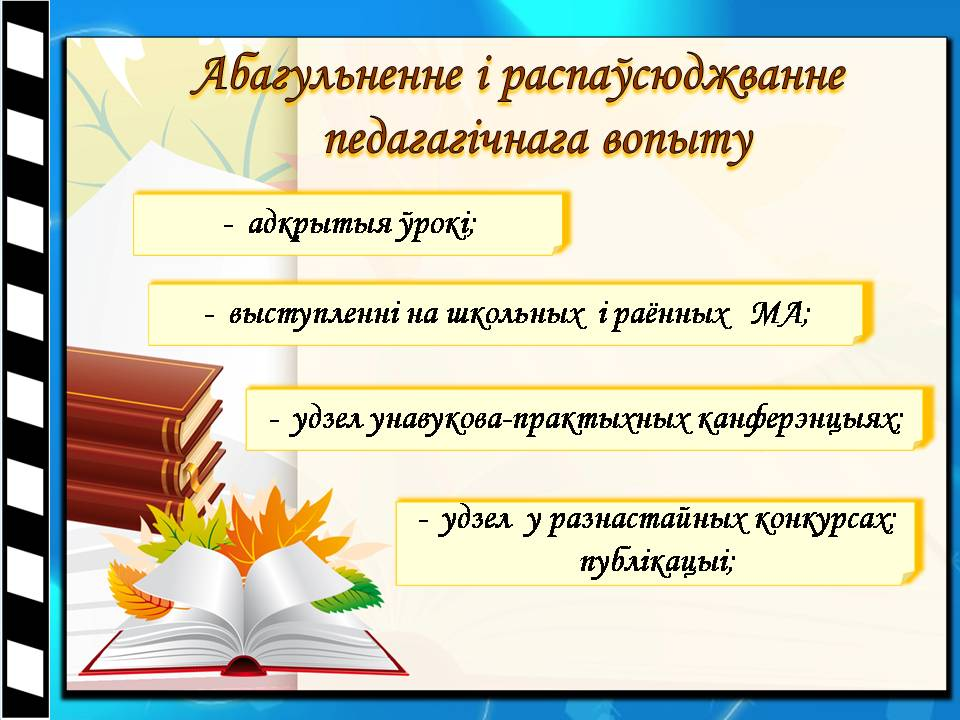 Абагульненне і распаўсюджванне
педагагічнага вопыту
- адкрытыя ўрокі;
- выступленні на школьных і раённых МА;
- удзел унавукова-практыхных канферэнцыях;
- удзел у разнастайных конкурсах;
публікацыі;